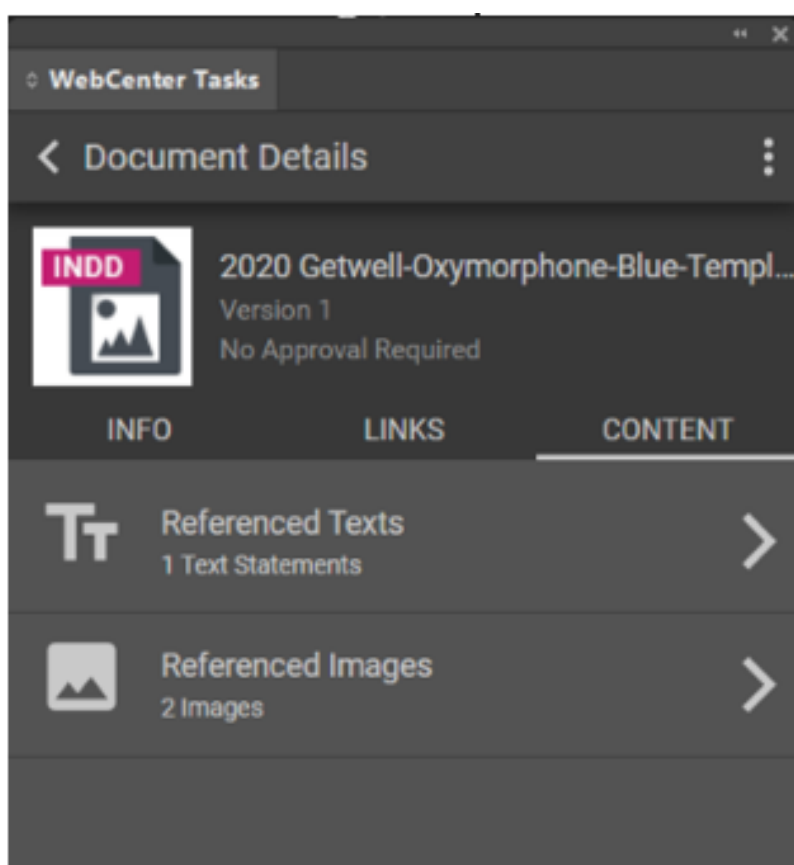 WebCenter Tasks
Document Details
INDD
2020 Getwell-Oxymorphone-Blue-Templ...
Version 1
No Approval Required
INFO LINKS CONTENT
Referenced Texts
1 Text Statements
Referenced Images
2 Images